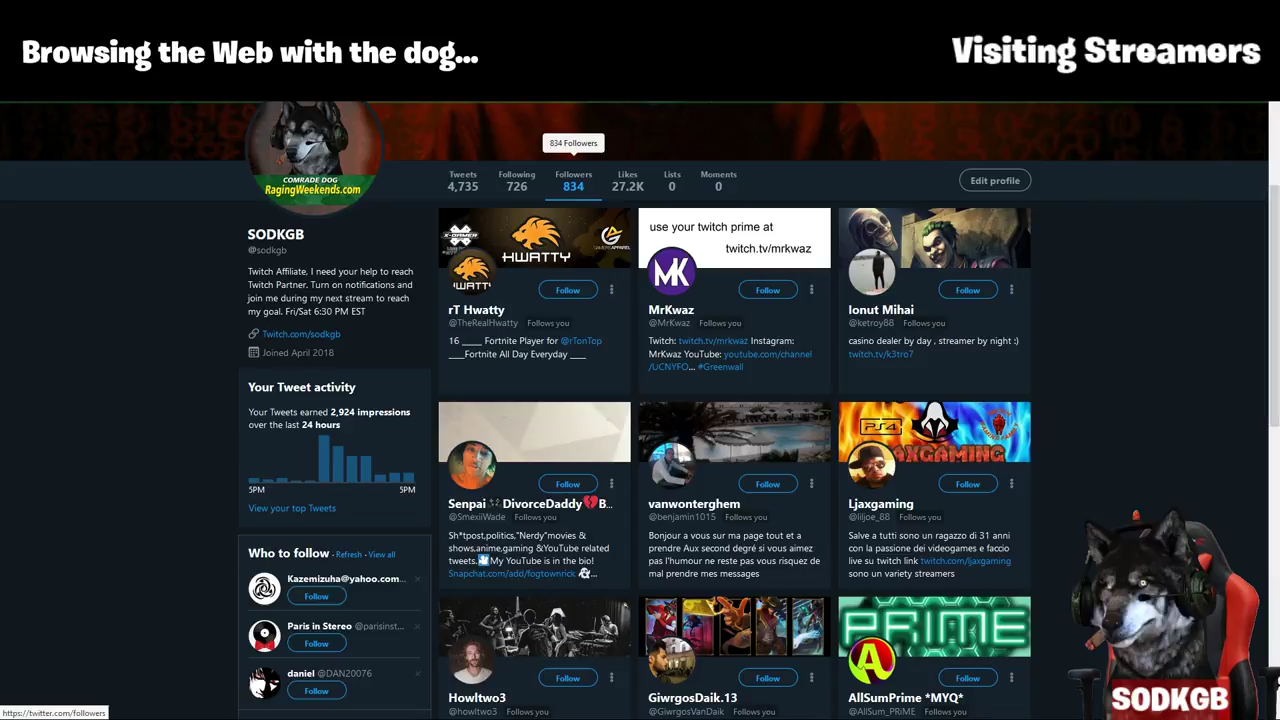 Browsing the Web with the dog...
Visiting Streamers
834 Followers
COMRADE DOG
RagingWeekends.com
Tweets
4,735
Following
726
Followers
834
Likes
27.2K
Lists
0
Moments
0
Edit profile
SODKGB
@sodkgb
Twitch Affiliate, I need your help to reach
Twitch Partner. Turn on notifications and
join me during my next stream to reach
my goal. Fri/Sat 6:30 PM EST
Twitch.com/sodkgb
Joined April 2018
Your Tweet activity
Your Tweets earned 2,924 impressions
over the last 24 hours
5PM
5PM
View your top Tweets
Who to follow · Refresh · View all
Kazemizuha@yahoo.com...
Follow
Paris in Stereo @parisinst...
Follow
daniel @DAN20076
Follow
X-GAMER
HWATTY
Follow
rT Hwatty
@TheRealHwatty Follows you
16 ____ Fortnite Player for @rTonTop
____Fortnite All Day Everyday ____
use your twitch prime at
twitch.tv/mrkwaz
MK
Follow
MrKwaz
@MrKwaz Follows you
Twitch: twitch.tv/mrkwaz Instagram:
MrKwaz YouTube: youtube.com/channel
/UCNYFO... #Greenwall
Follow
Ionut Mihai
@ketroy88 Follows you
casino dealer by day , streamer by night :)
twitch.tv/k3tro7
Follow
Senpai DivorceDaddy💔B...
@SmexiiWade Follows you
Sh*tpost,politics,"Nerdy"movies &
shows,anime,gaming &YouTube related
tweets. My YouTube is in the bio!
Snapchat.com/add/fogtownrick 👻...
Follow
vanwonterghem
@benjamin1015 Follows you
Bonjour a vous sur ma page tout et a
prendre Aux second degré si vous aimez
pas l'humour ne reste pas vous risquez de
mal prendre mes messages
PS4
JAXGAMING
Follow
Ljaxgaming
@liljoe_88 Follows you
Salve a tutti sono un ragazzo di 31 anni
con la passione dei videogames e faccio
live su twitch link twitch.com/ljaxgaming
sono un variety streamers
Follow
Howltwo3
@howltwo3 Follows you
Follow
GiwrgosDaik.13
@GiwrgosVanDaik Follows you
PRIME
Follow
AllSumPrime *MYQ*
@AllSum_PRiME Follows you
SODKGB
https://twitter.com/followers